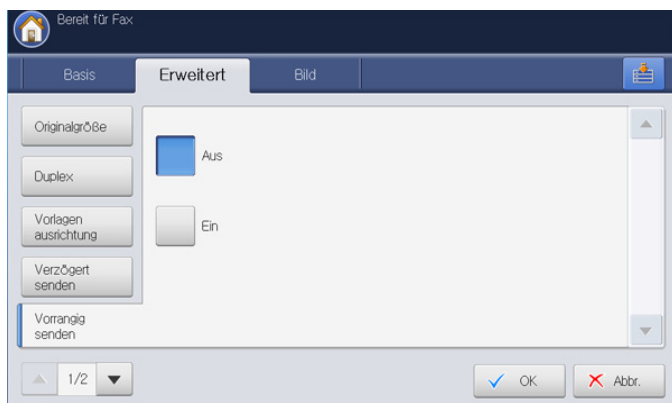 Bereit für Fax
Basis
Erweitert
Bild
Originalgröße
Duplex
Vorlagen
ausrichtung
Verzögert
senden
Vorrangig
senden
Aus
Ein
1/2
OK
Abbr.